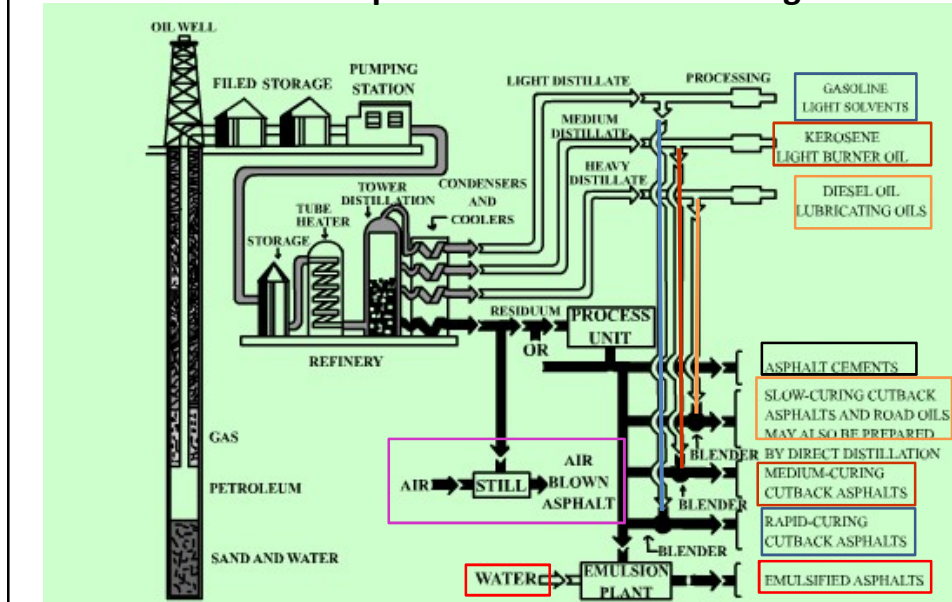 OIL WELL
FILED STORAGE
PUMPING
STATION
LIGHT DISTILLATE
PROCESSING
GASOLINE
LIGHT SOLVENTS
MEDIUM
DISTILLATE
KEROSENE
LIGHT BURNER OIL
HEAVY
DISTILLATE
DIESEL OIL
LUBRICATING OILS
TOWER
DISTILLATION
CONDENSERS
AND
COOLERS
TUBE
HEATER
STORAGE
REFINERY
RESIDUUM
OR
PROCESS
UNIT
ASPHALT CEMENTS
SLOW-CURING CUTBACK
ASPHALTS AND ROAD OILS
MAY ALSO BE PREPARED
BY DIRECT DISTILLATION
BLENDER
MEDIUM-CURING
CUTBACK ASPHALTS
BLENDER
RAPID-CURING
CUTBACK ASPHALTS
BLENDER
GAS
PETROLEUM
SAND AND WATER
AIR
STILL
AIR
BLOWN
ASPHALT
WATER
EMULSION
PLANT
EMULSIFIED ASPHALTS